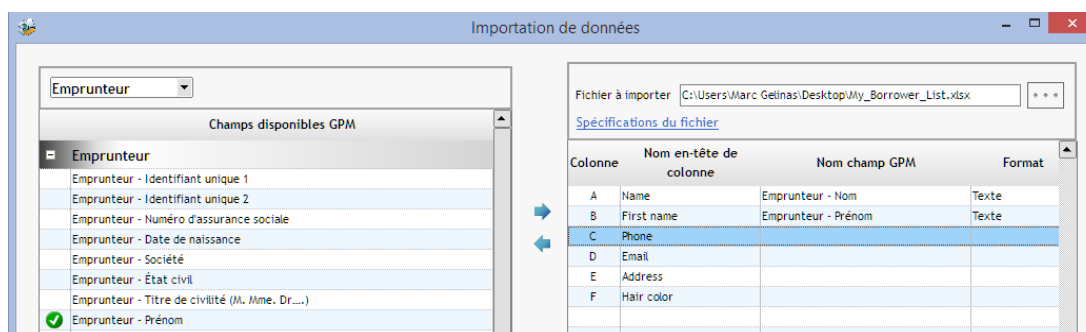 Importation de données
Emprunteur
Champs disponibles GPM
Emprunteur
Emprunteur - Identifiant unique 1
Emprunteur - Identifiant unique 2
Emprunteur - Numéro d'assurance sociale
Emprunteur - Date de naissance
Emprunteur - Société
Emprunteur - État civil
Emprunteur - Titre de civilité (M. Mme. Dr....)
Emprunteur - Prénom
Fichier à importer C:\Users\Marc Gelinas\Desktop\My_Borrower_List.xlsx
Spécifications du fichier
Colonne Nom en-tête de colonne Nom champ GPM Format
A Name Emprunteur - Nom Texte
B First name Emprunteur - Prénom Texte
C Phone
D Email
E Address
F Hair color